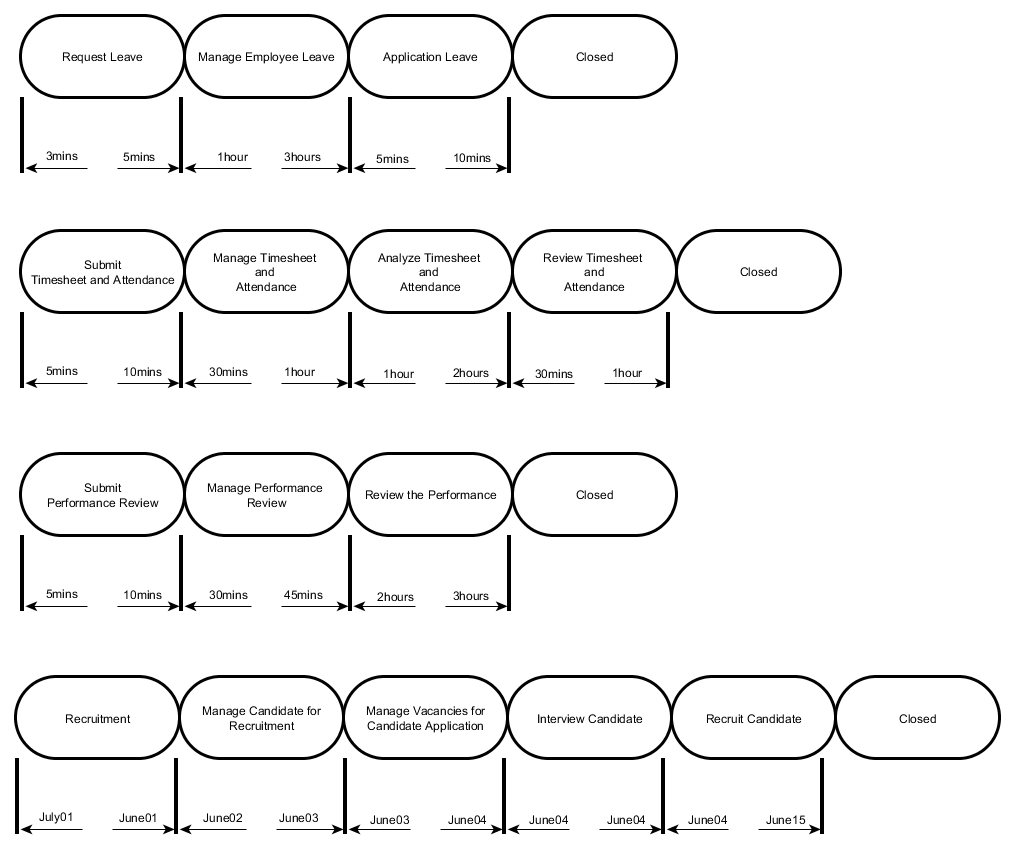 Request Leave
Manage Employee Leave
Application Leave
Closed
3mins
5mins
1hour
3hours
5mins
10mins
Submit
Timesheet and Attendance
Manage Timesheet
and
Attendance
Analyze Timesheet
and
Attendance
Review Timesheet
and
Attendance
Closed
5mins
10mins
30mins
1hour
1hour
2hours
30mins
1hour
Submit
Performance Review
Manage Performance
Review
Review the Performance
Closed
5mins
10mins
30mins
45mins
2hours
3hours
Recruitment
Manage Candidate for
Recruitment
Manage Vacancies for
Candidate Application
Interview Candidate
Recruit Candidate
Closed
July01
June01
June02
June03
June03
June04
June04
June04
June04
June15